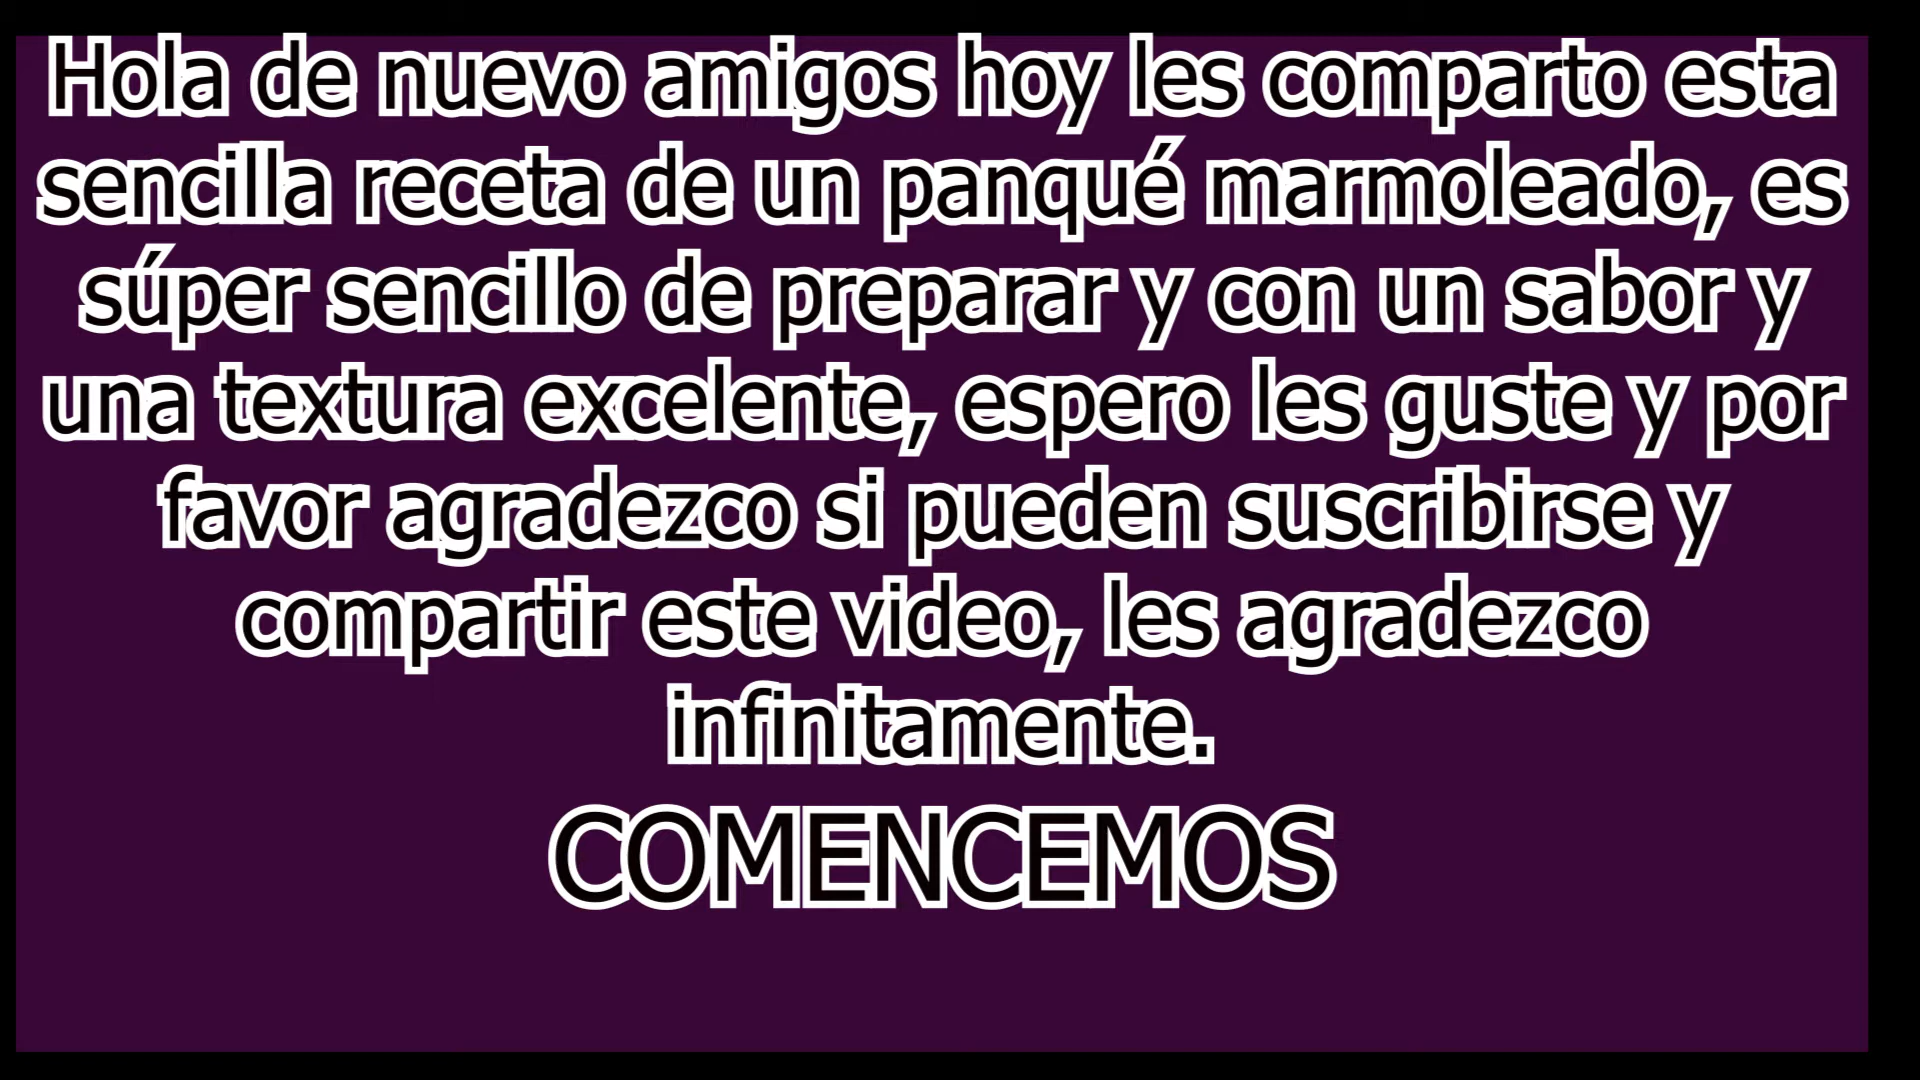 Hola de nuevo amigos hoy les comparto esta
sencilla receta de un panqué marmoleado, es
súper sencillo de preparar y con un sabor y
una textura excelente, espero les guste y por
favor agradezco si pueden suscribirse y
compartir este video, les agradezco
infinitamente.
COMENCEMOS